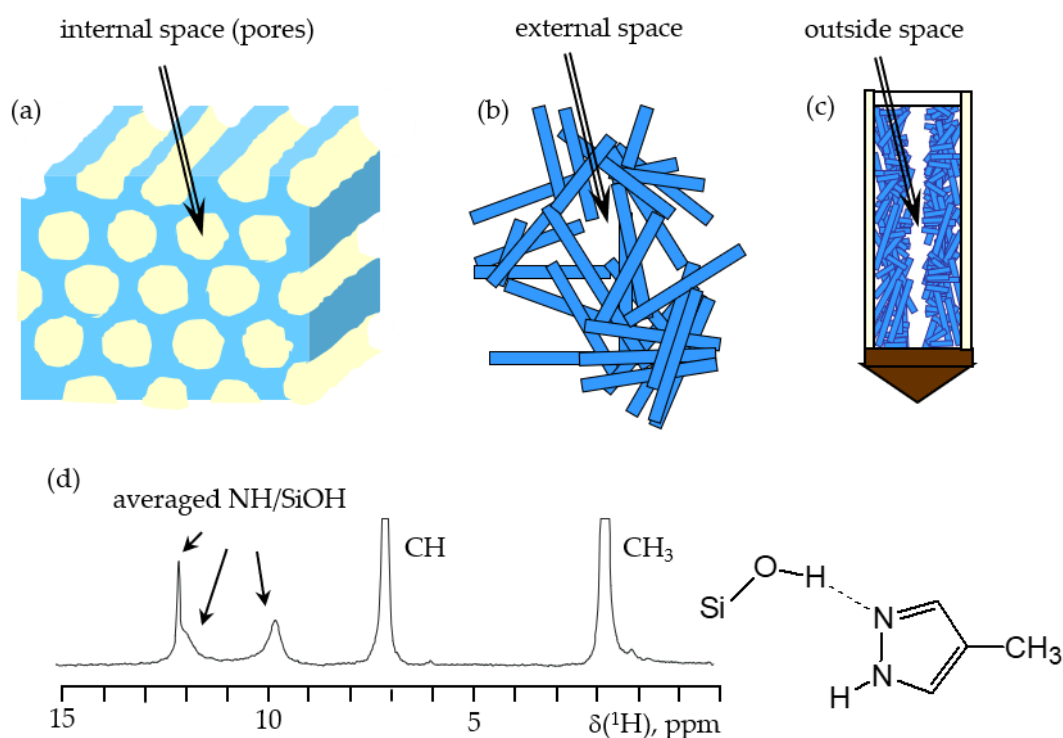 internal space (pores)
external space
outside space
(a)
(b)
(c)
(d)
averaged NH/SiOH
CH
CH3
15
10
5
δ(¹H), ppm
Si
O
H
N
N
H
CH3